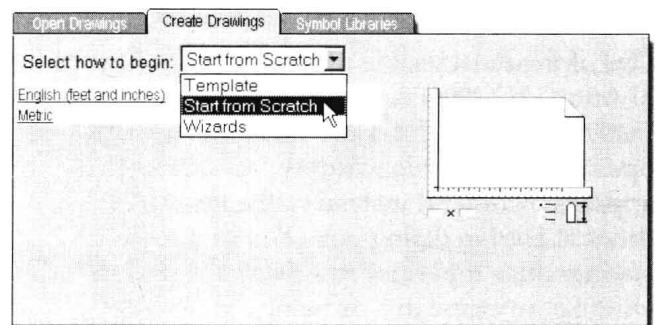 Open Drawings
Create Drawings
Symbol Libraries
Select how to begin:
Start from Scratch
Template
Start from Scratch
Wizards
English (feet and inches)
Metric